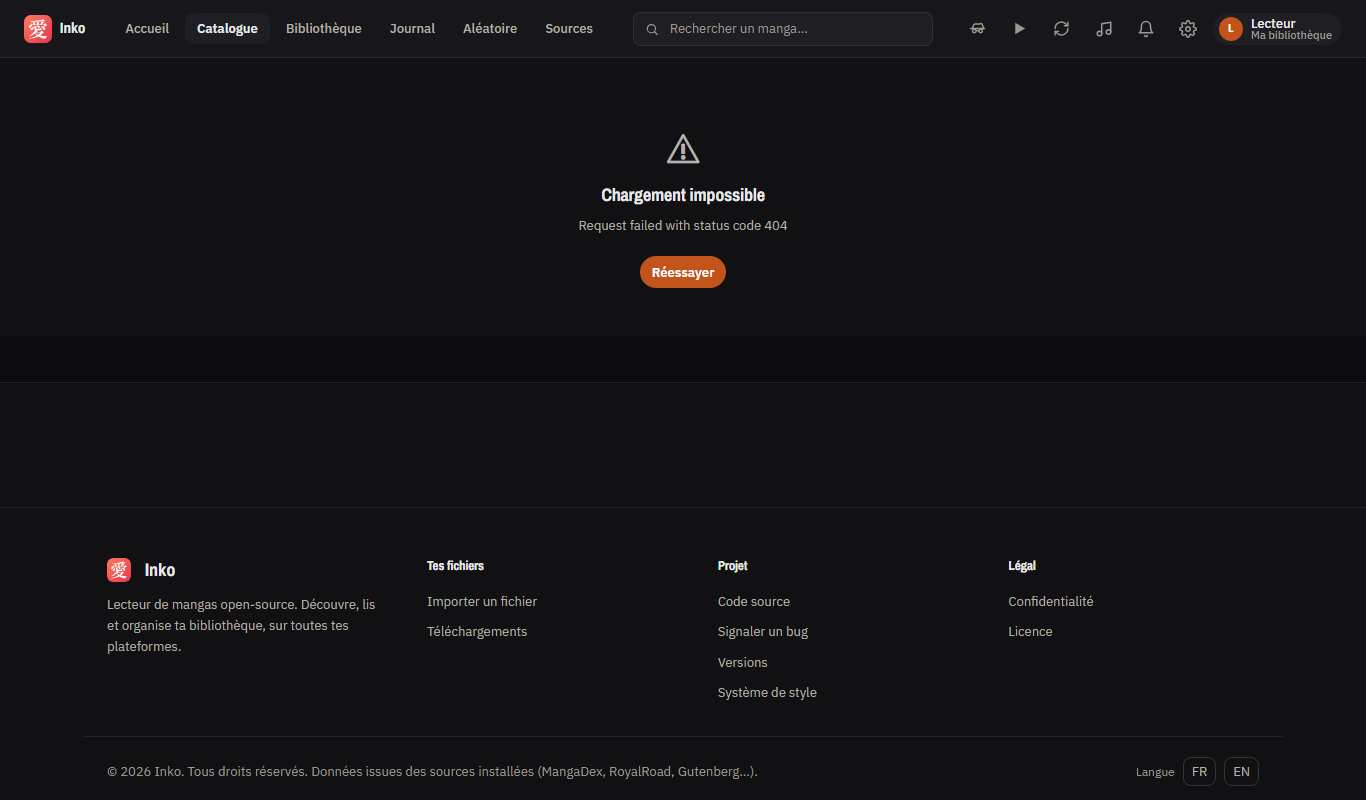 愛 Inko Accueil Catalogue Bibliothèque Journal Aléatoire Sources Rechercher un manga... L Lecteur
Ma bibliothèque
Chargement impossible
Request failed with status code 404
Réessayer
愛 Inko
Lecteur de mangas open-source. Découvre, lis
et organise ta bibliothèque, sur toutes tes
plateformes.
Tes fichiers
Importer un fichier
Téléchargements
Projet
Code source
Signaler un bug
Versions
Système de style
Légal
Confidentialité
Licence
© 2026 Inko. Tous droits réservés. Données issues des sources installées (MangaDex, RoyalRoad, Gutenberg…).
Langue FR EN